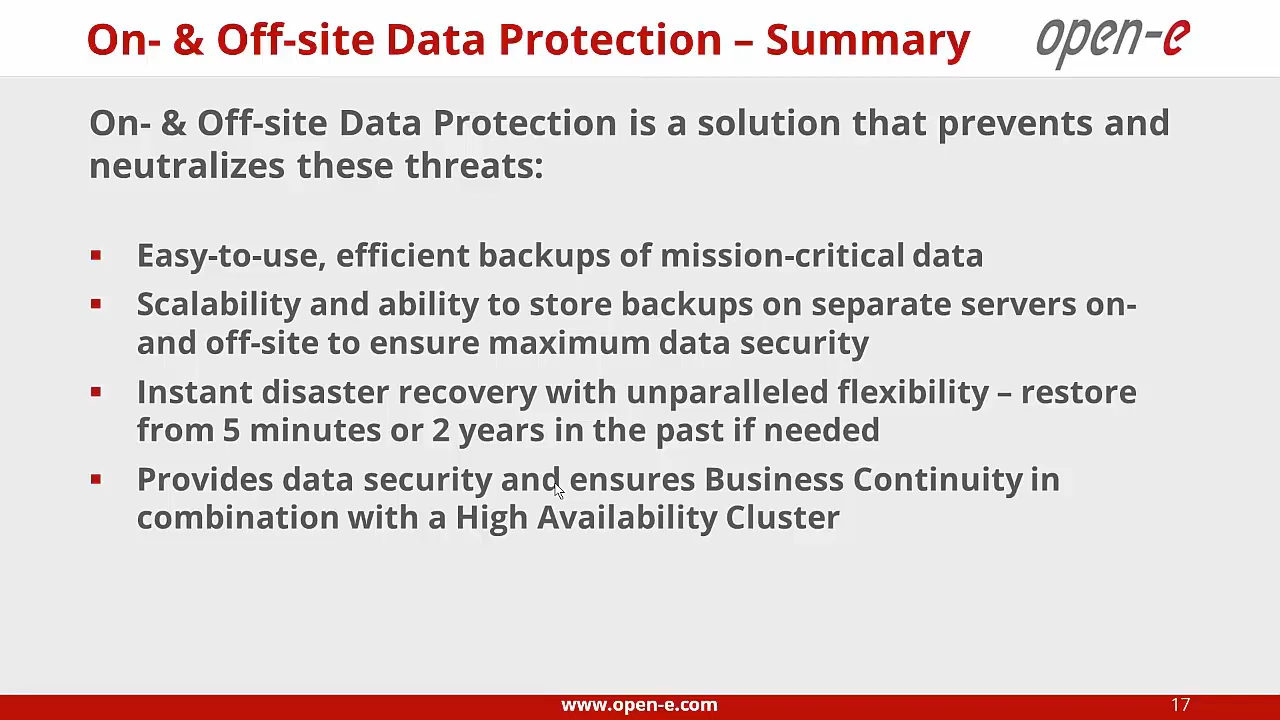 On- & Off-site Data Protection – Summary
open-e
On- & Off-site Data Protection is a solution that prevents and
neutralizes these threats:
Easy-to-use, efficient backups of mission-critical data
Scalability and ability to store backups on separate servers on-
and off-site to ensure maximum data security
Instant disaster recovery with unparalleled flexibility – restore
from 5 minutes or 2 years in the past if needed
Provides data security and ensures Business Continuity in
combination with a High Availability Cluster
www.open-e.com
17